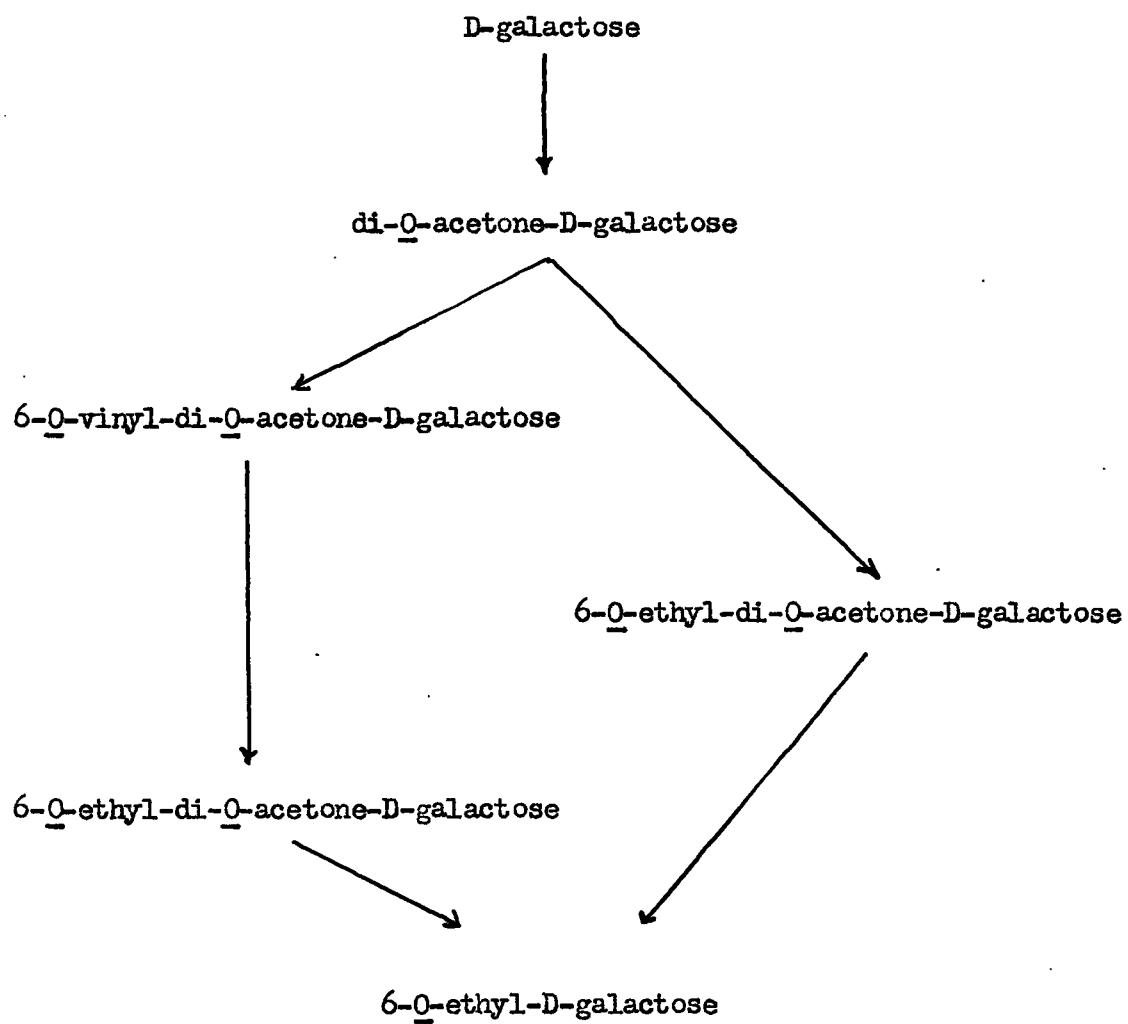 D-galactose
di-O-acetone-D-galactose
6-O-vinyl-di-O-acetone-D-galactose
6-O-ethyl-di-O-acetone-D-galactose
6-O-ethyl-di-O-acetone-D-galactose
6-O-ethyl-D-galactose